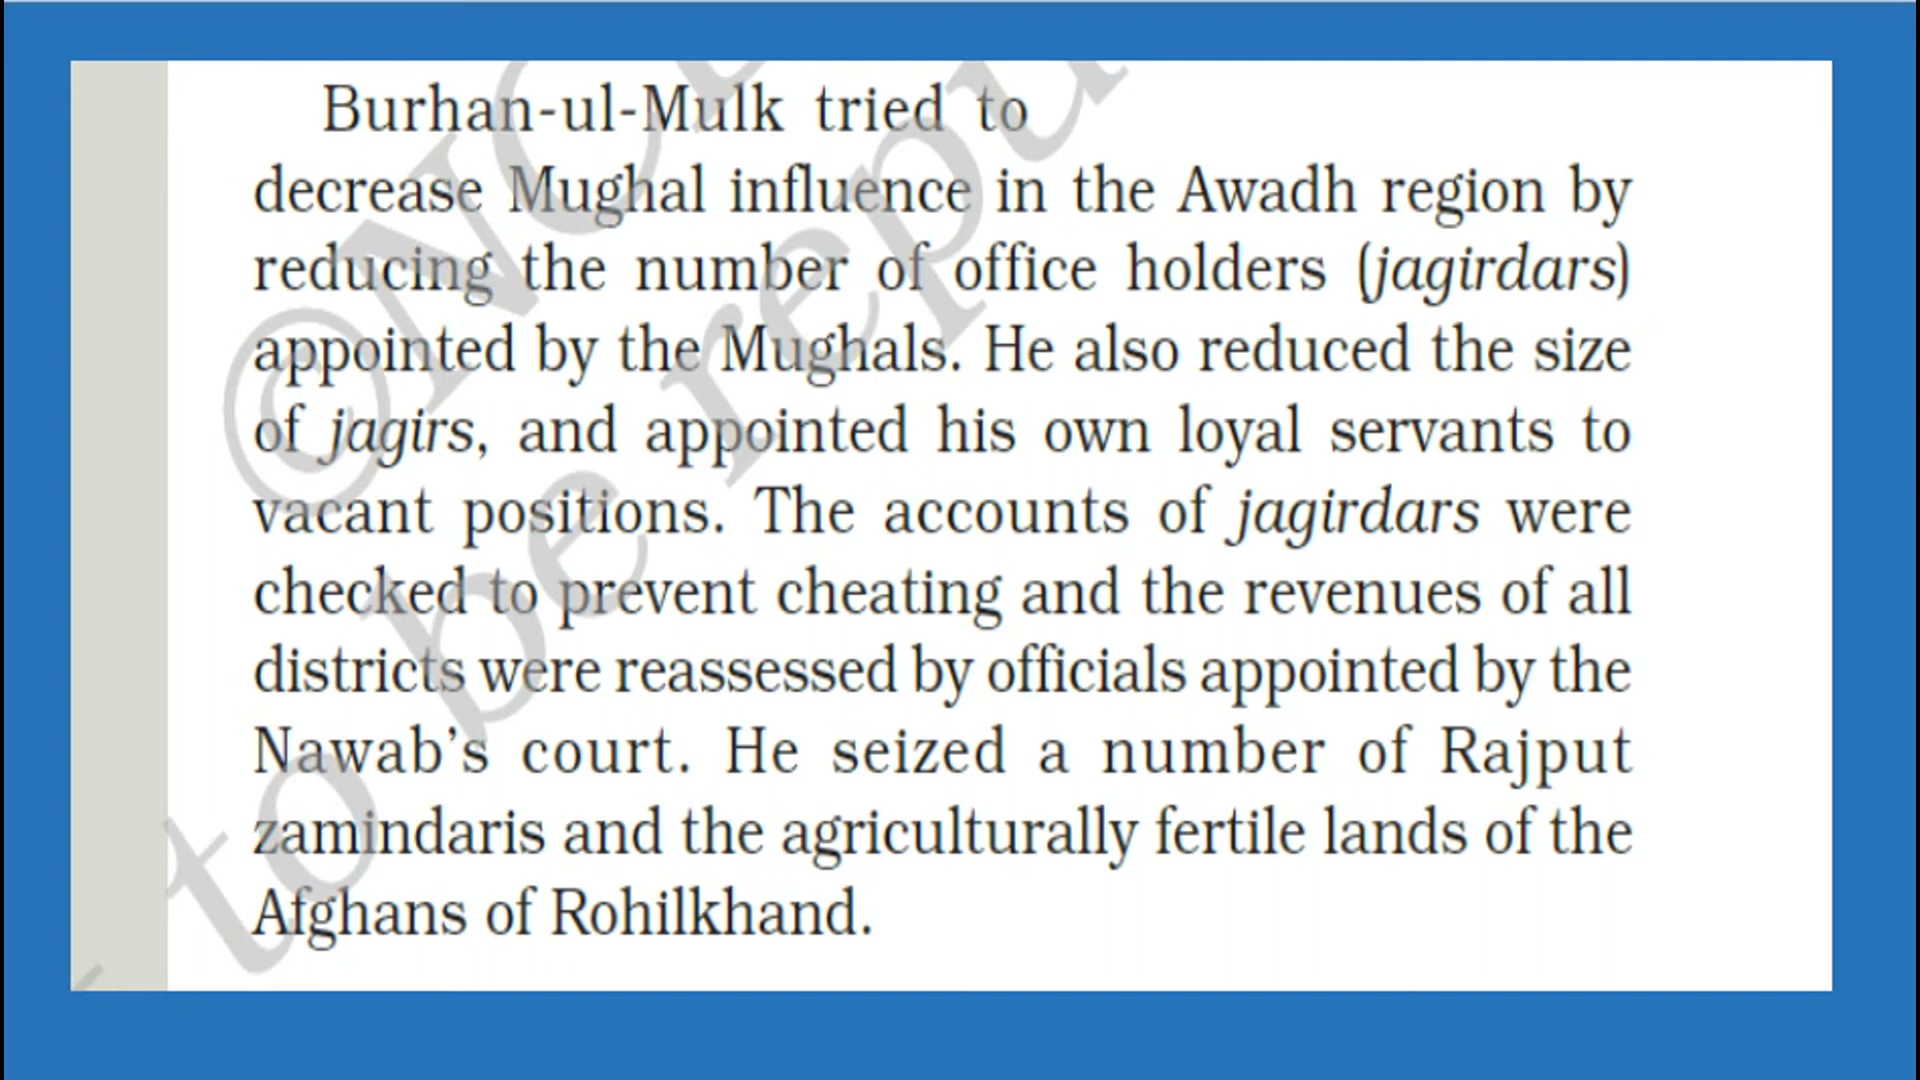 Burhan-ul-Mulk tried to
decrease Mughal influence in the Awadh region by
reducing the number of office holders (jagirdars)
appointed by the Mughals. He also reduced the size
of jagirs, and appointed his own loyal servants to
vacant positions. The accounts of jagirdars were
checked to prevent cheating and the revenues of all
districts were reassessed by officials appointed by the
Nawab’s court. He seized a number of Rajput
zamindaris and the agriculturally fertile lands of the
Afghans of Rohilkhand.
©NC
to be repu